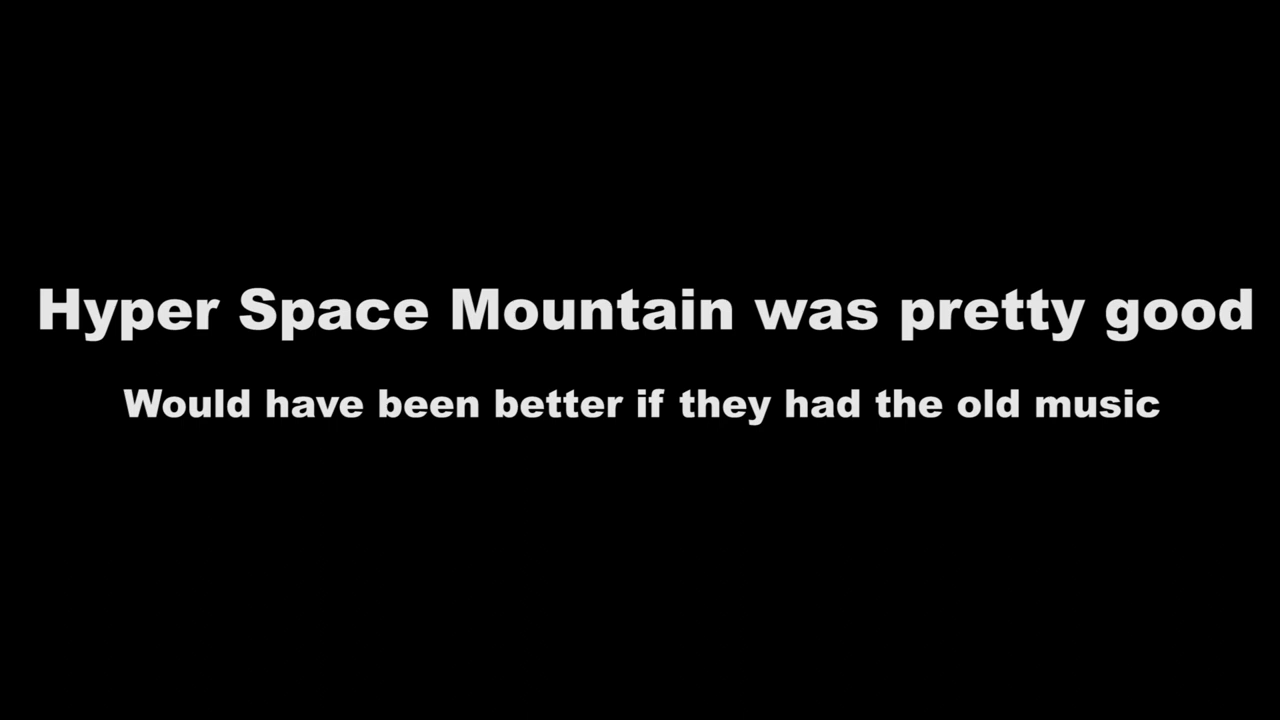 Hyper Space Mountain was pretty good
Would have been better if they had the old music